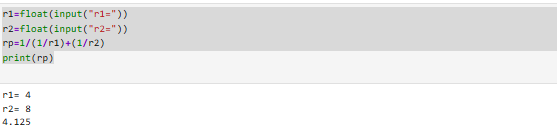 r1=float(input("r1="))
r2=float(input("r2="))
rp=1/(1/r1)+(1/r2)
print(rp)
r1= 4
r2= 8
4.125